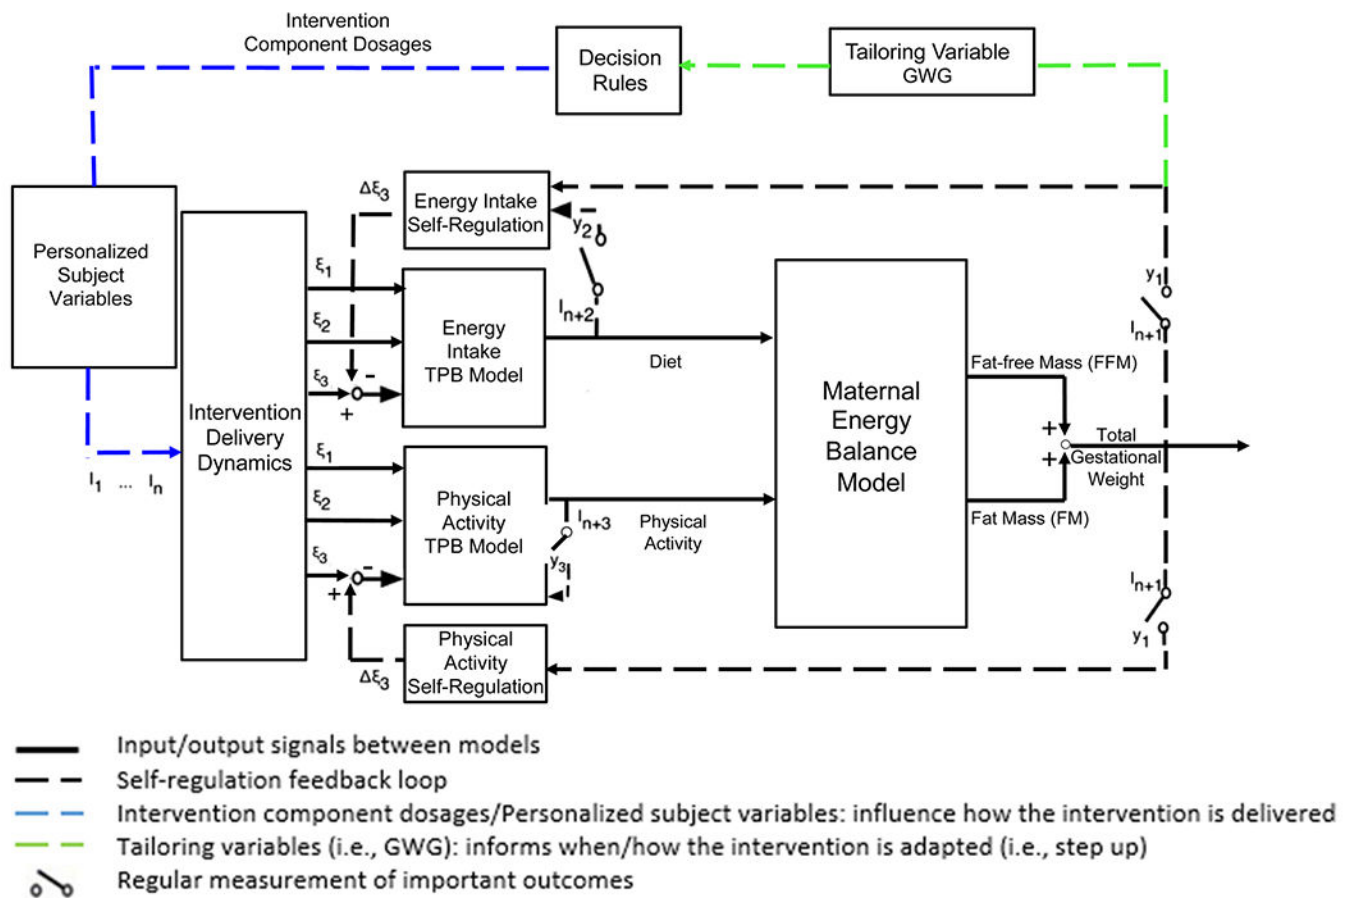 Intervention
Component Dosages
Decision
Rules
Tailoring Variable
GWG
Personalized
Subject
Variables
I1 ... In
Intervention
Delivery
Dynamics
Δξ3
Energy Intake
Self-Regulation
y2
In+2
ξ1
ξ2
ξ3
-
+
Energy
Intake
TPB Model
Diet
ξ1
ξ2
ξ3
-
+
Physical
Activity
TPB Model
In+3
y3
Physical
Activity
Δξ3
Physical
Activity
Self-Regulation
Maternal
Energy
Balance
Model
Fat-free Mass (FFM)
+
+
Total
Gestational
Weight
Fat Mass (FM)
y1
In+1
In+1
y1
Input/output signals between models
Self-regulation feedback loop
Intervention component dosages/Personalized subject variables: influence how the intervention is delivered
Tailoring variables (i.e., GWG): informs when/how the intervention is adapted (i.e., step up)
Regular measurement of important outcomes